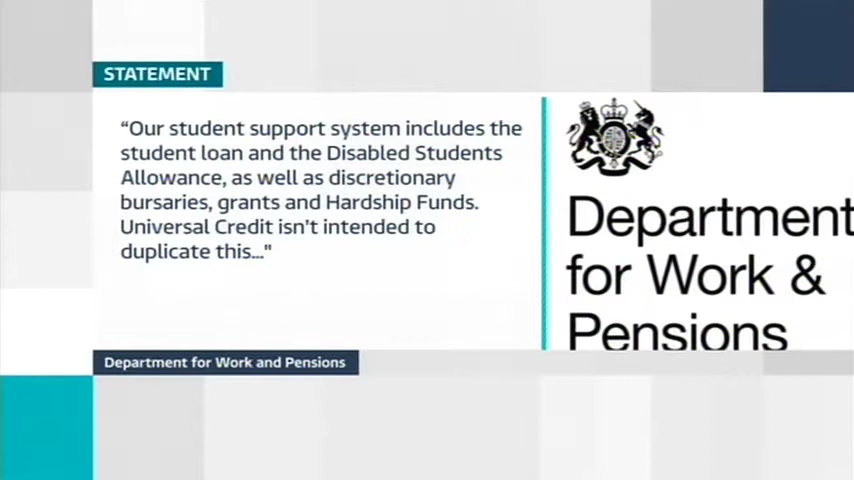 STATEMENT
“Our student support system includes the
student loan and the Disabled Students
Allowance, as well as discretionary
bursaries, grants and Hardship Funds.
Universal Credit isn’t intended to
duplicate this..."
Department
for Work &
Pensions
Department for Work and Pensions